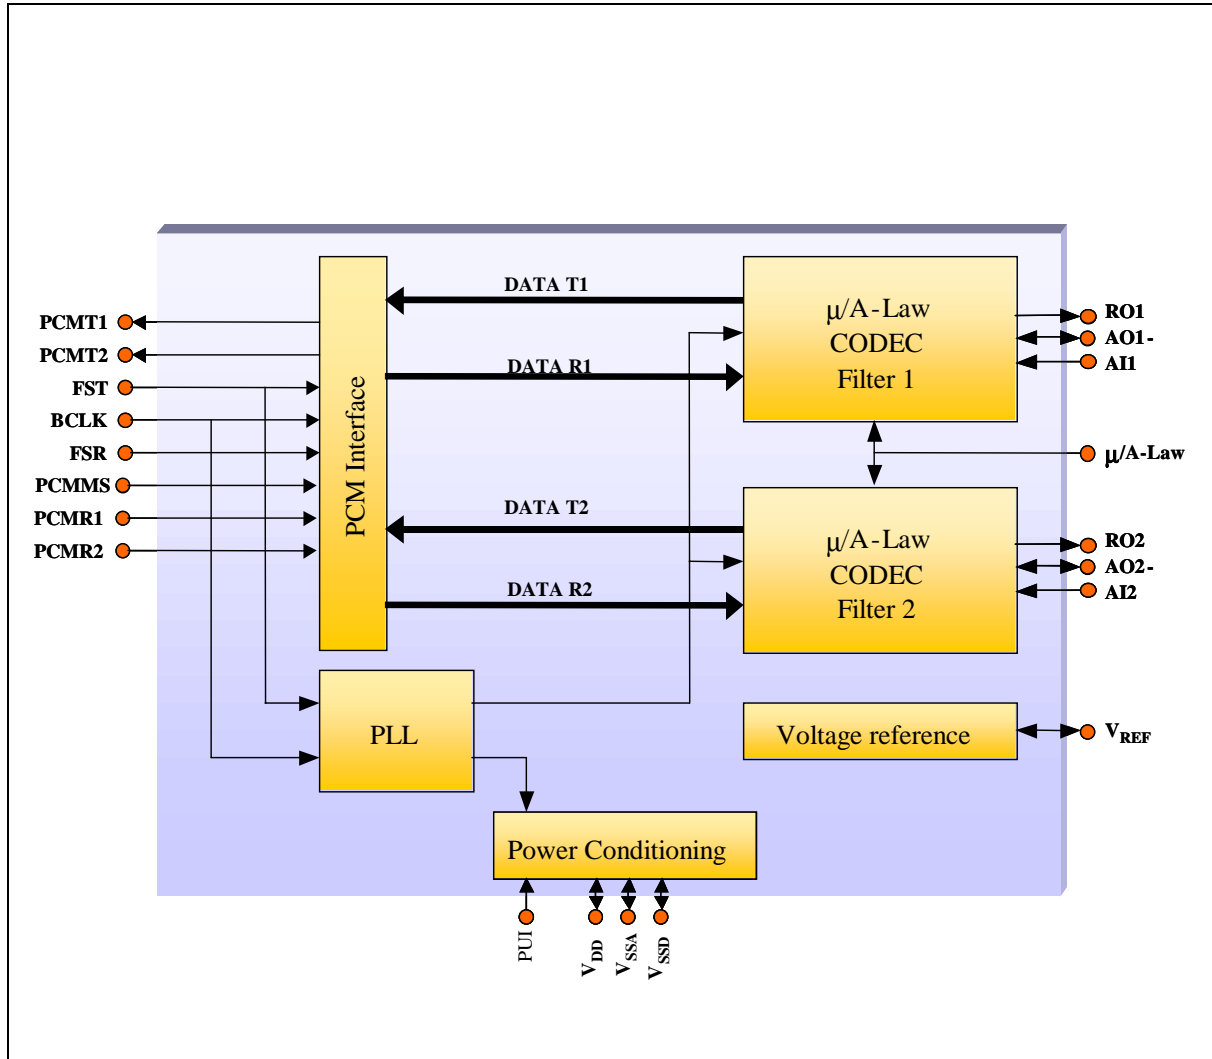 DATA T1
DATA R1
DATA T2
DATA R2
PCMT1
PCMT2
FST
BCLK
FSR
PCMMS
PCMR1
PCMR2
PCM Interface
μ/A-Law
CODEC
Filter 1
RO1
AO1-
AI1
μ/A-Law
μ/A-Law
CODEC
Filter 2
RO2
AO2-
AI2
PLL
Voltage reference
VREF
Power Conditioning
PUI
VDD
VSSA
VSSD